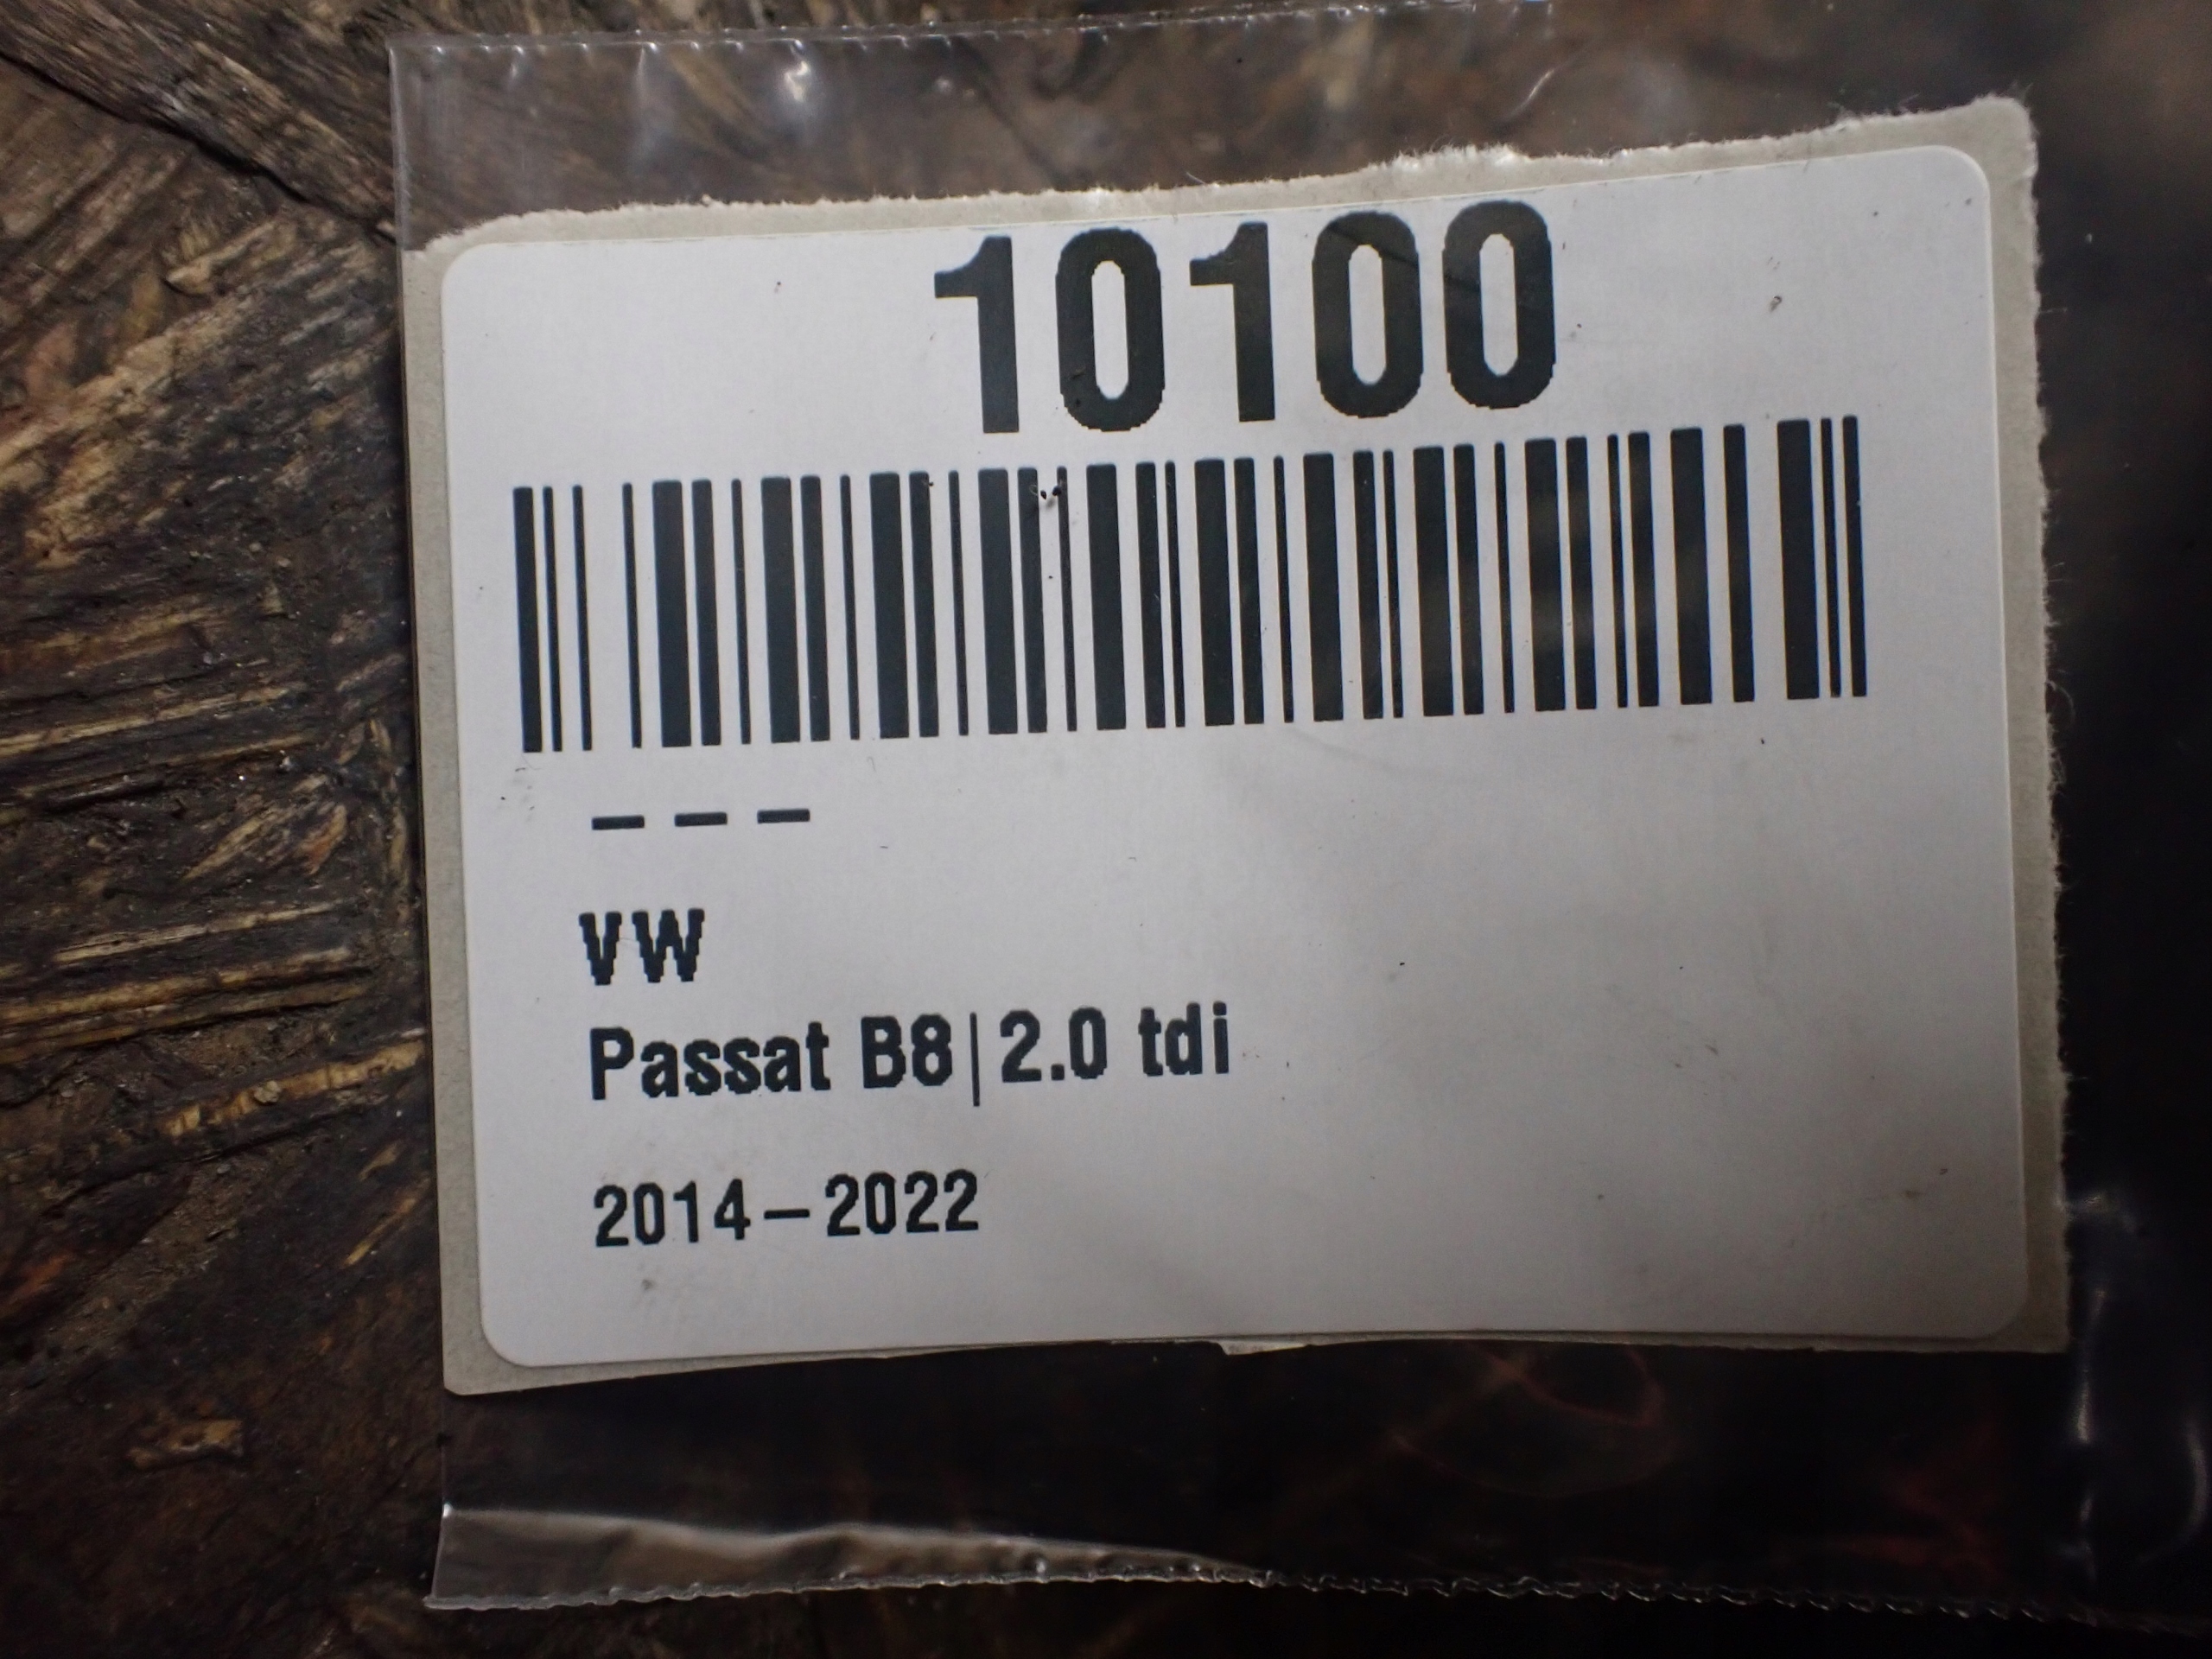 10100
– – –
VW
Passat B8|2.0 tdi
2014–2022